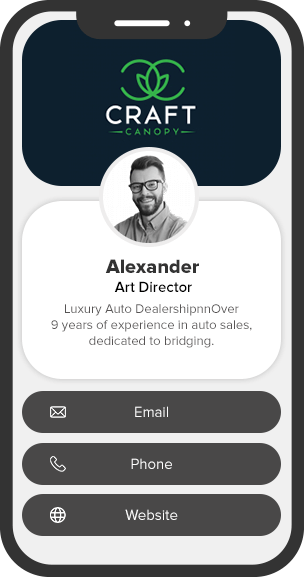 CRAFT
CANOPY
Alexander
Art Director
Luxury Auto DealershipnnOver
9 years of experience in auto sales,
dedicated to bridging.
Email
Phone
Website